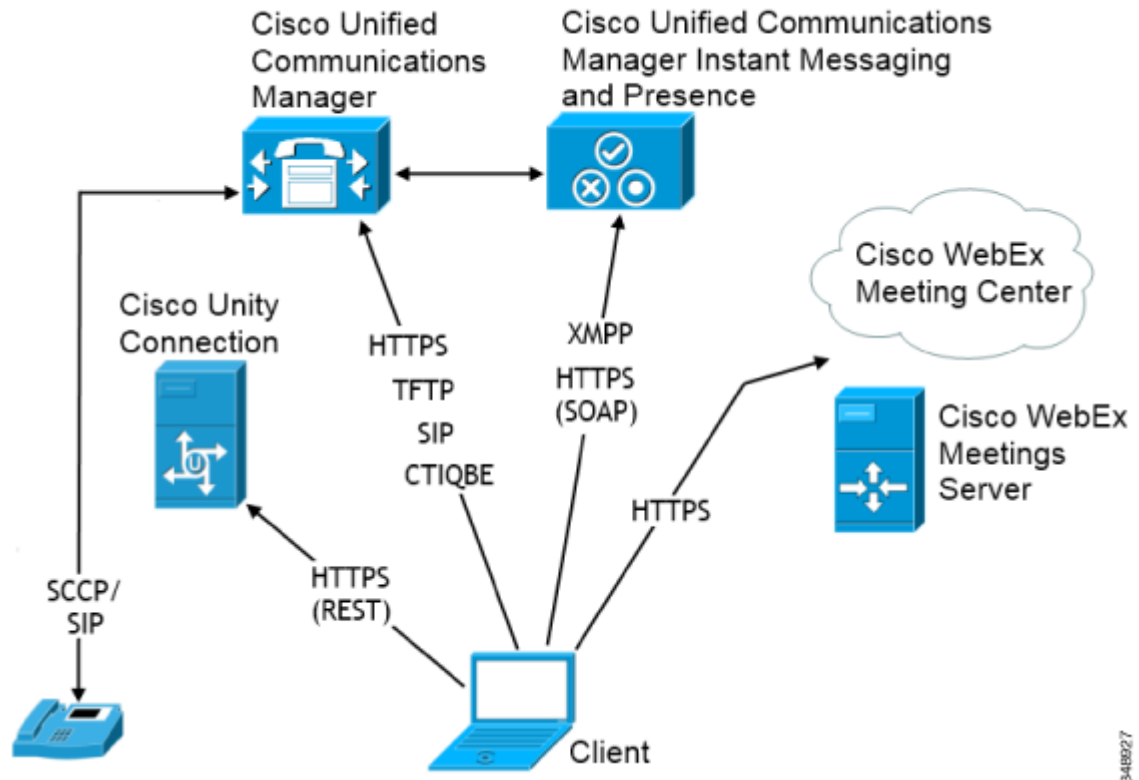 Cisco Unified
Communications
Manager
Cisco Unified Communications
Manager Instant Messaging
and Presence
Cisco WebEx
Meeting Center
Cisco Unity
Connection
HTTPS
TFTP
SIP
CTIQBE
XMPP
HTTPS
(SOAP)
Cisco WebEx
Meetings
Server
HTTPS
U
HTTPS
(REST)
SCCP/
SIP
Client
348927